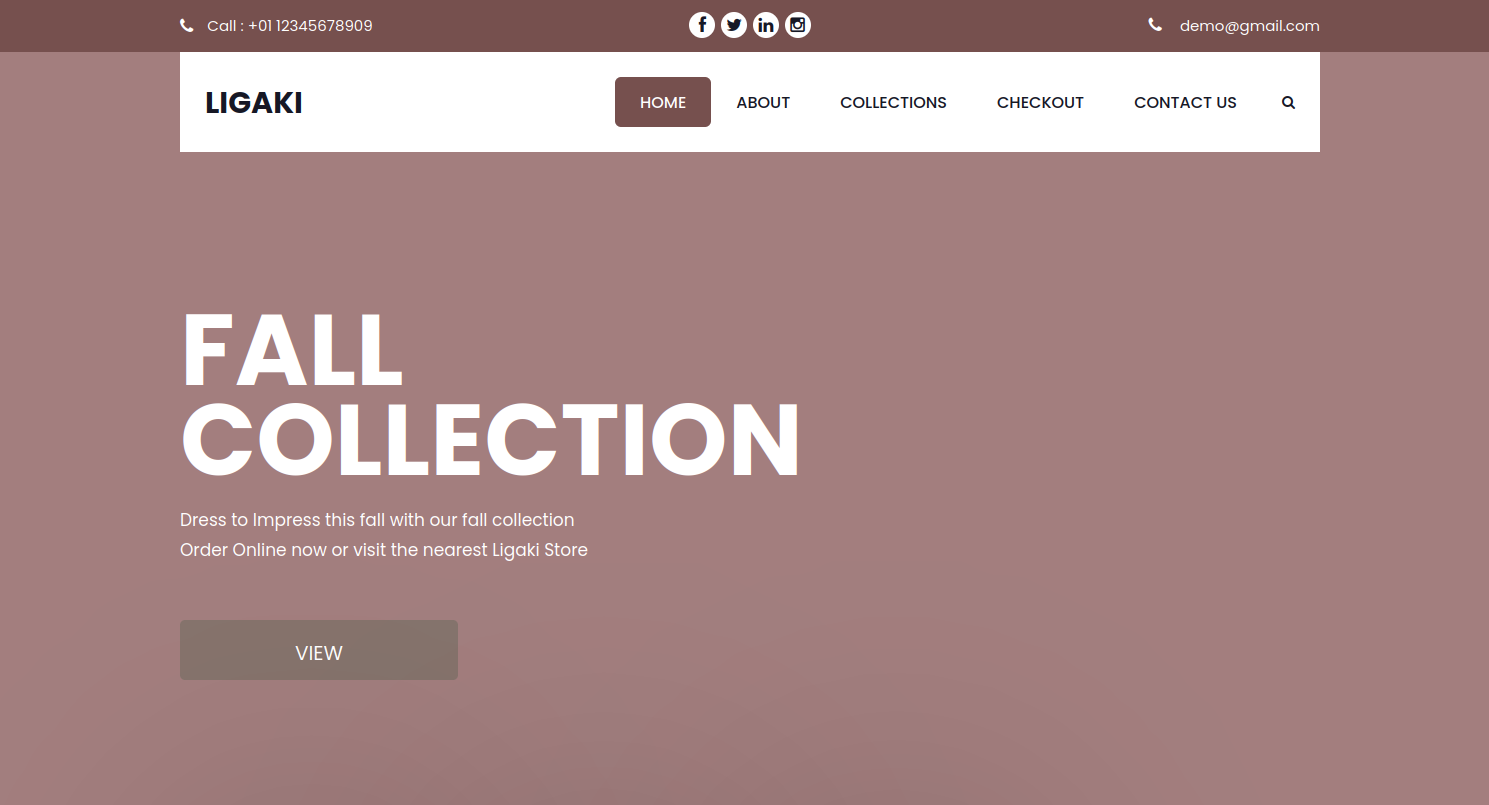 Call : +01 12345678909
demo@gmail.com
LIGAKI
HOME
ABOUT
COLLECTIONS
CHECKOUT
CONTACT US
FALL
COLLECTION
Dress to Impress this fall with our fall collection
Order Online now or visit the nearest Ligaki Store
VIEW